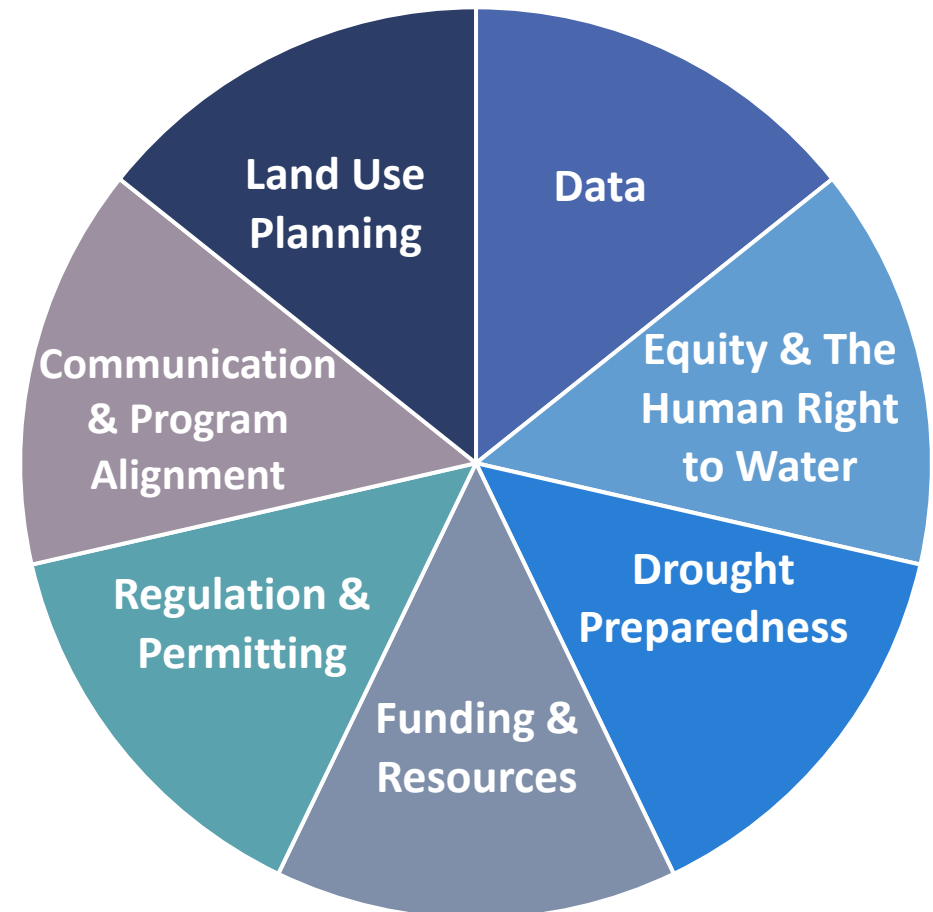 Land Use
Planning
Data
Equity & The
Human Right
to Water
Drought
Preparedness
Funding &
Resources
Regulation &
Permitting
Communication
& Program
Alignment